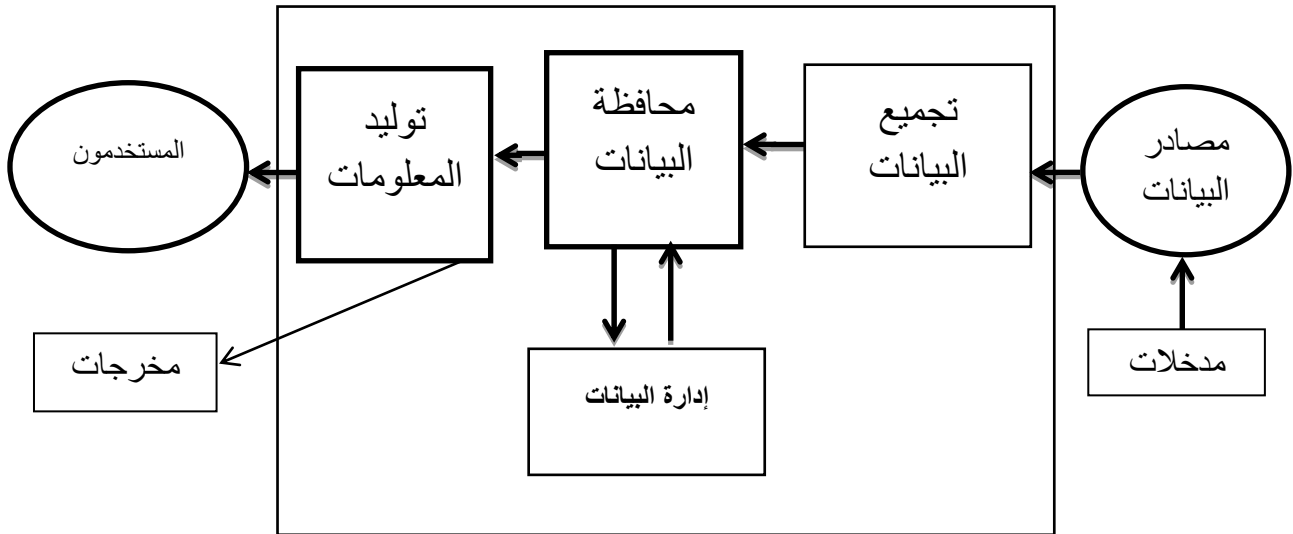 مصادر
البيانات
مدخلات
تجميع
البيانات
محافظة
البيانات
إدارة البيانات
توليد
المعلومات
المستخدمون
مخرجات